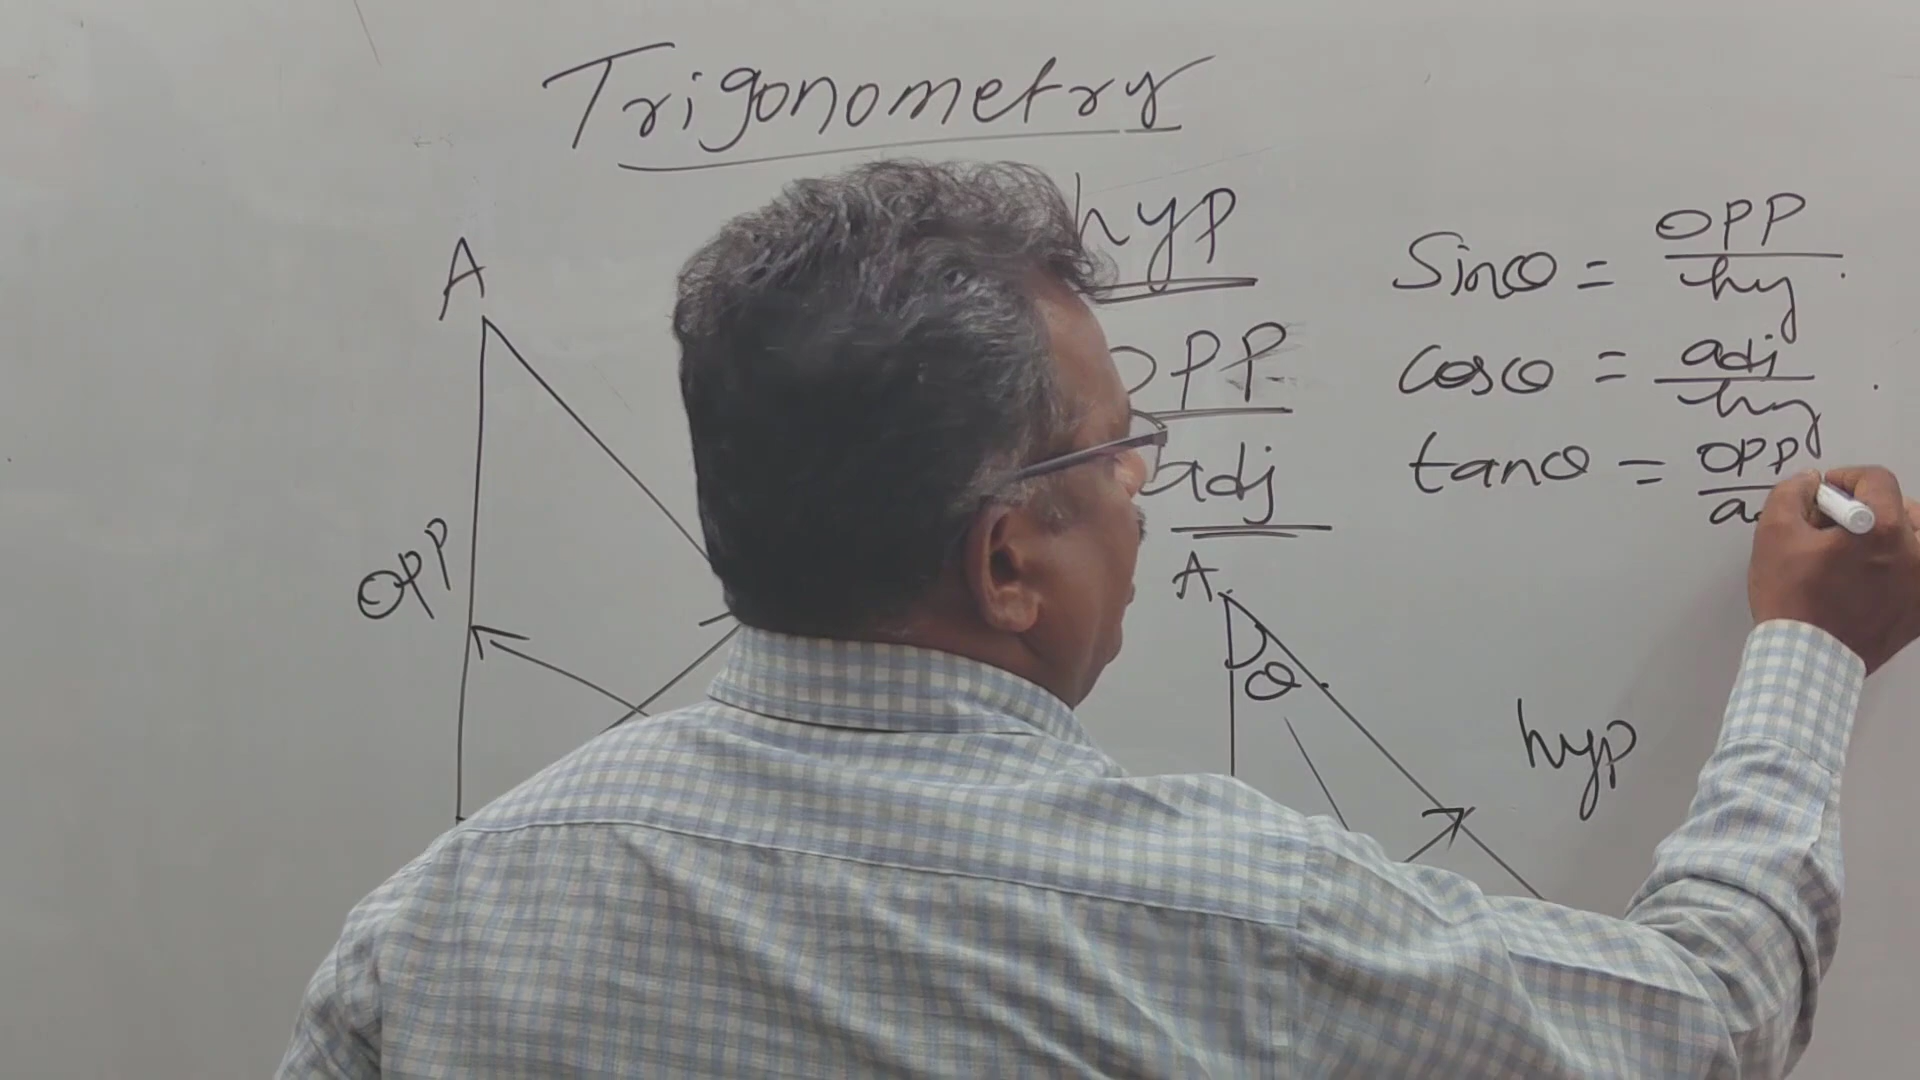 Trigonometry
hyp
opp
adj
Sinθ = opp / hy
cosθ = adj / hy
tanθ = opp / a
A
opp
A
θ
hyp